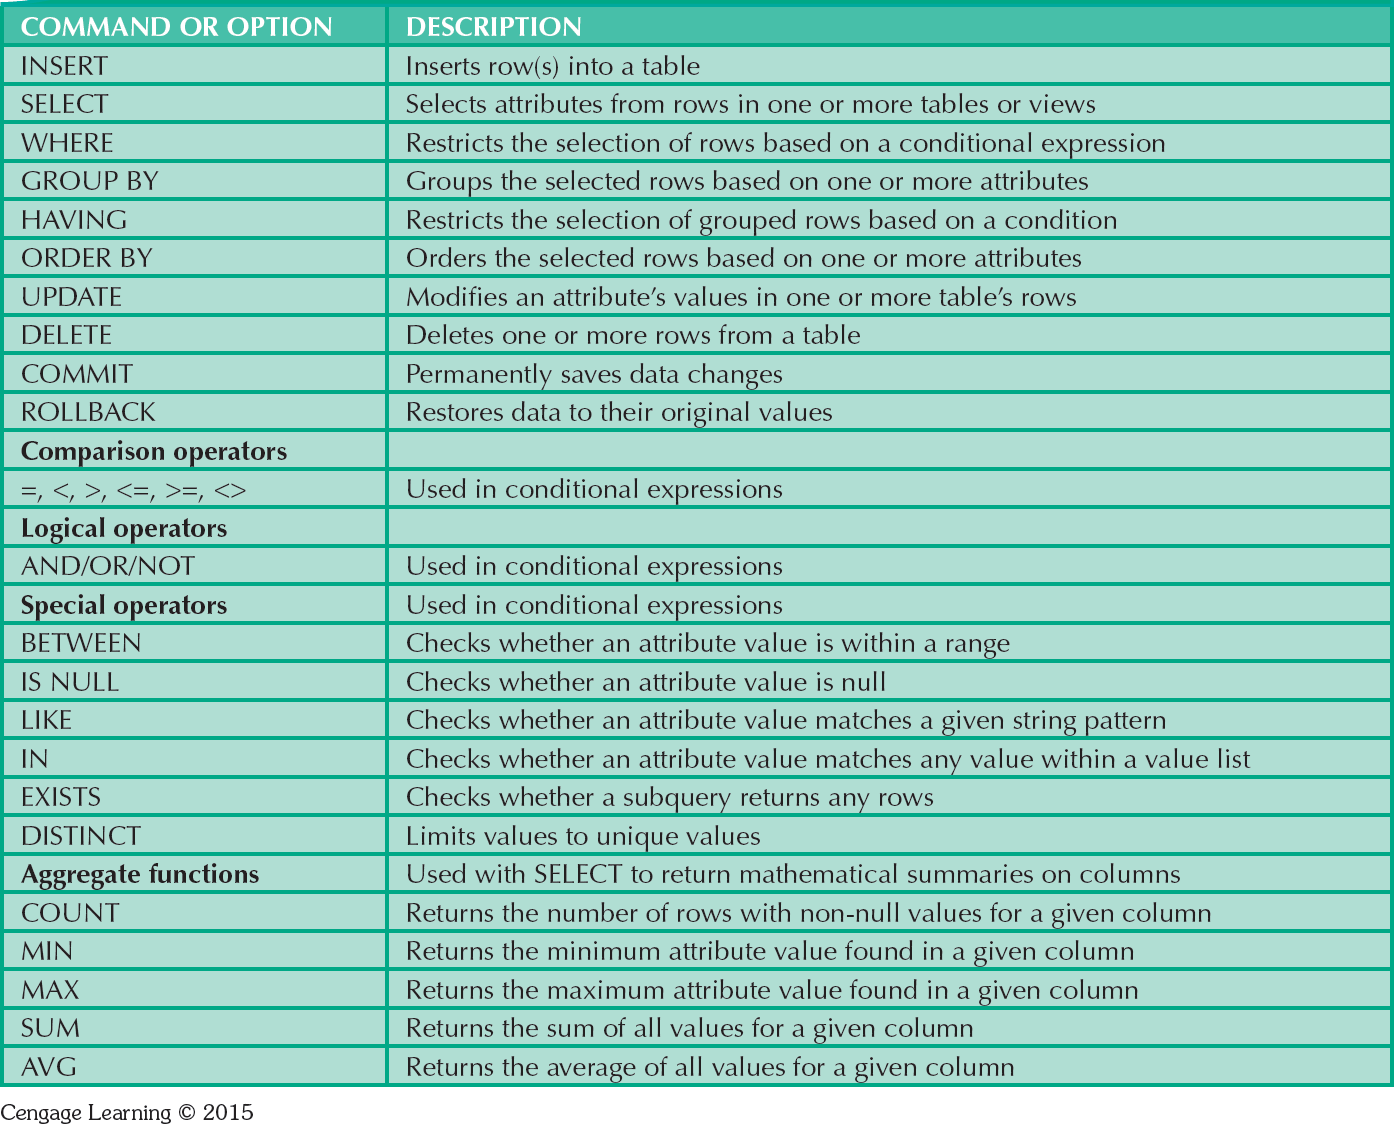 COMMAND OR OPTION DESCRIPTION
INSERT Inserts row(s) into a table
SELECT Selects attributes from rows in one or more tables or views
WHERE Restricts the selection of rows based on a conditional expression
GROUP BY Groups the selected rows based on one or more attributes
HAVING Restricts the selection of grouped rows based on a condition
ORDER BY Orders the selected rows based on one or more attributes
UPDATE Modifies an attribute’s values in one or more table’s rows
DELETE Deletes one or more rows from a table
COMMIT Permanently saves data changes
ROLLBACK Restores data to their original values
Comparison operators
=, <, >, <=, >=, <> Used in conditional expressions
Logical operators
AND/OR/NOT Used in conditional expressions
Special operators Used in conditional expressions
BETWEEN Checks whether an attribute value is within a range
IS NULL Checks whether an attribute value is null
LIKE Checks whether an attribute value matches a given string pattern
IN Checks whether an attribute value matches any value within a value list
EXISTS Checks whether a subquery returns any rows
DISTINCT Limits values to unique values
Aggregate functions Used with SELECT to return mathematical summaries on columns
COUNT Returns the number of rows with non-null values for a given column
MIN Returns the minimum attribute value found in a given column
MAX Returns the maximum attribute value found in a given column
SUM Returns the sum of all values for a given column
AVG Returns the average of all values for a given column
Cengage Learning © 2015